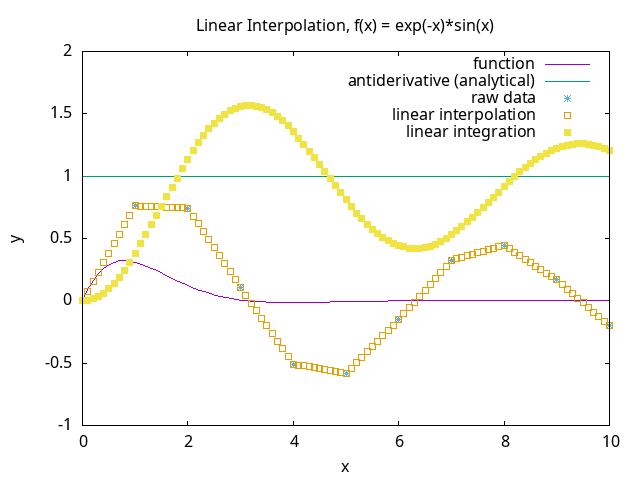 Linear Interpolation, f(x) = exp(-x)*sin(x)
function
antiderivative (analytical)
raw data
linear interpolation
linear integration
2
1.5
1
0.5
0
-0.5
-1
y
0 2 4 6 8 10
x